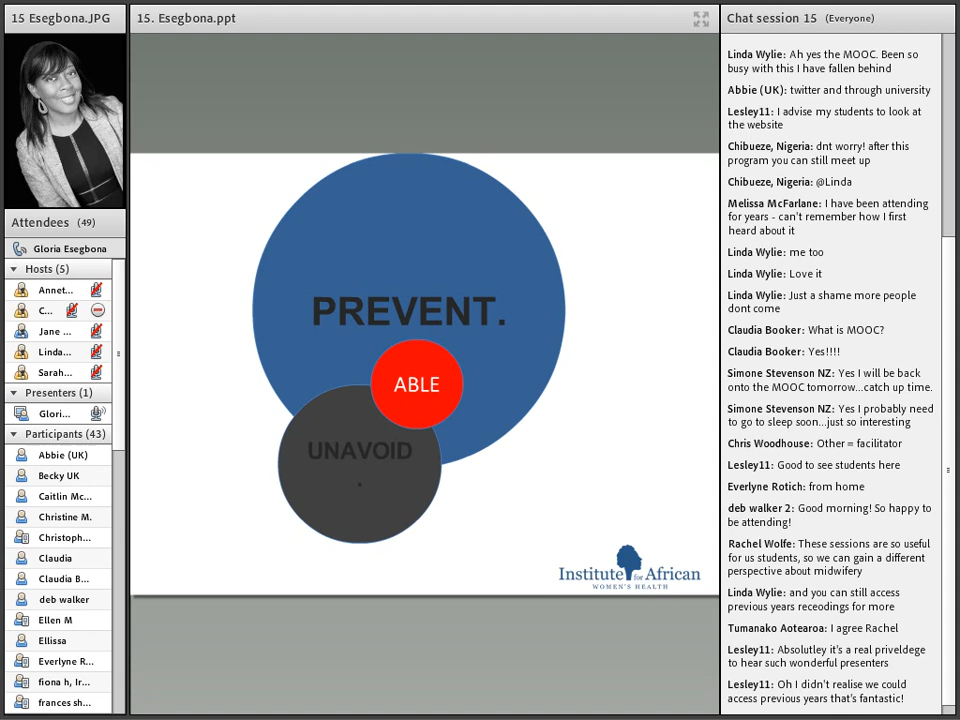 15 Esegbona.JPG
Attendees (49)
Gloria Esegbona
Hosts (5)
Annet...
C...
Jane ...
Linda...
Sarah...
Presenters (1)
Glori...
Participants (43)
Abbie (UK)
Becky UK
Caitlin Mc...
Christine M.
Christoph...
Claudia
Claudia B...
deb walker
Ellen M
Ellissa
Everlyne R...
fiona h, Ir...
frances sh...
15. Esegbona.ppt
PREVENT.
ABLE
UNAVOID
.
Institute for African
WOMEN'S HEALTH
Chat session 15 (Everyone)
Linda Wylie: Ah yes the MOOC. Been so
busy with this I have fallen behind
Abbie (UK): twitter and through university
Lesley11: I advise my students to look at
the website
Chibueze, Nigeria: dnt worry! after this
program you can still meet up
Chibueze, Nigeria: @Linda
Melissa McFarlane: I have been attending
for years - can't remember how I first
heard about it
Linda Wylie: me too
Linda Wylie: Love it
Linda Wylie: Just a shame more people
dont come
Claudia Booker: What is MOOC?
Claudia Booker: Yes!!!!
Simone Stevenson NZ: Yes I will be back
onto the MOOC tomorrow...catch up time.
Simone Stevenson NZ: Yes I probably need
to go to sleep soon...just so interesting
Chris Woodhouse: Other = facilitator
Lesley11: Good to see students here
Everlyne Rotich: from home
deb walker 2: Good morning! So happy to
be attending!
Rachel Wolfe: These sessions are so useful
for us students, so we can gain a different
perspective about midwifery
Linda Wylie: and you can still access
previous years receodings for more
Tumanako Aotearoa: I agree Rachel
Lesley11: Absolutley it's a real priveldege
to hear such wonderful presenters
Lesley11: Oh I didn't realise we could
access previous years that's fantastic!